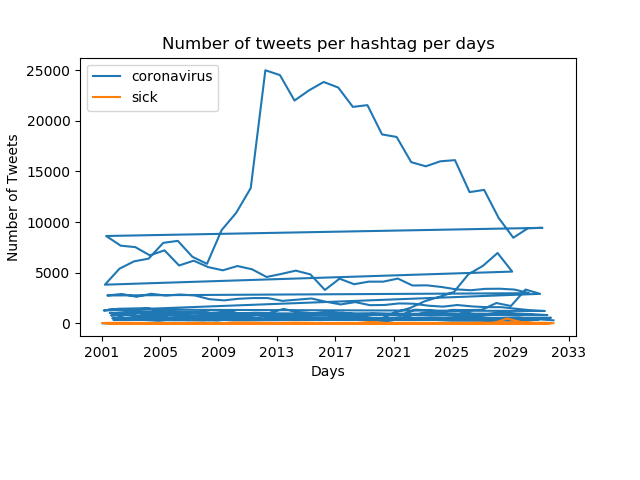 Number of tweets per hashtag per days
coronavirus
sick
Number of Tweets
25000
20000
15000
10000
5000
0
2001 2005 2009 2013 2017 2021 2025 2029 2033
Days